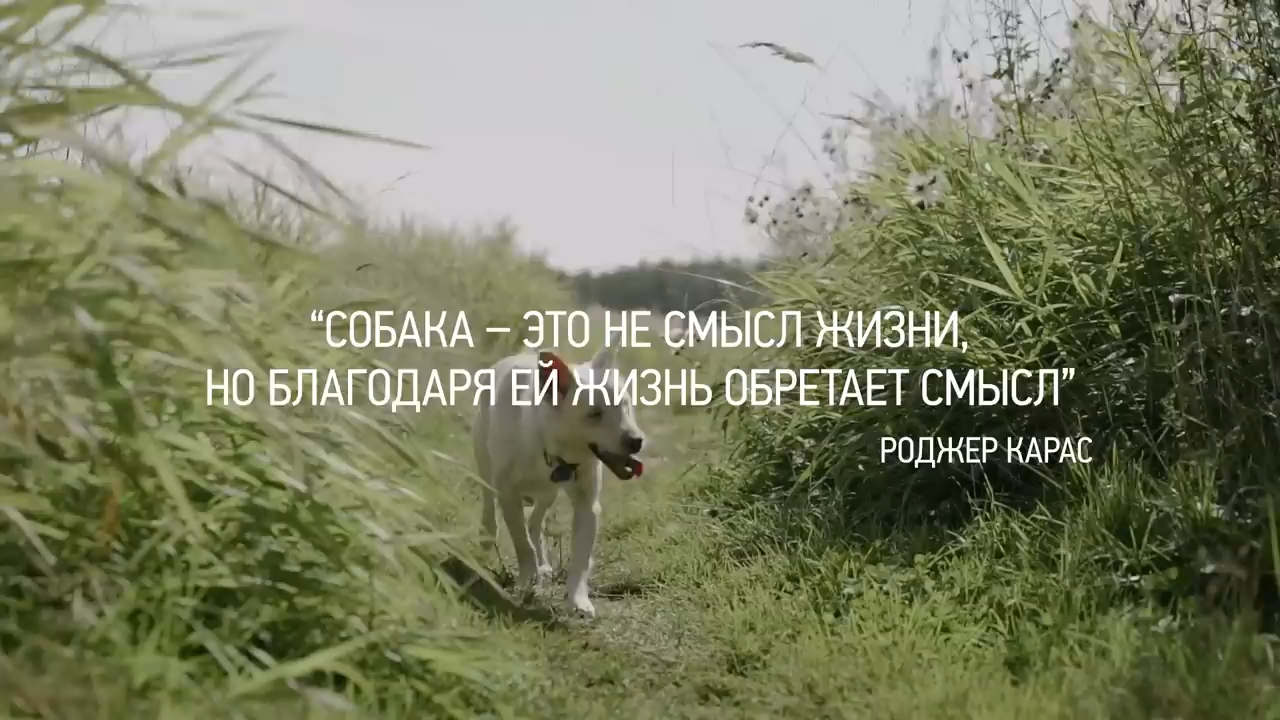 “СОБАКА – ЭТО НЕ СМЫСЛ ЖИЗНИ,
НО БЛАГОДАРЯ ЕЙ ЖИЗНЬ ОБРЕТАЕТ СМЫСЛ”
РОДЖЕР КАРАС